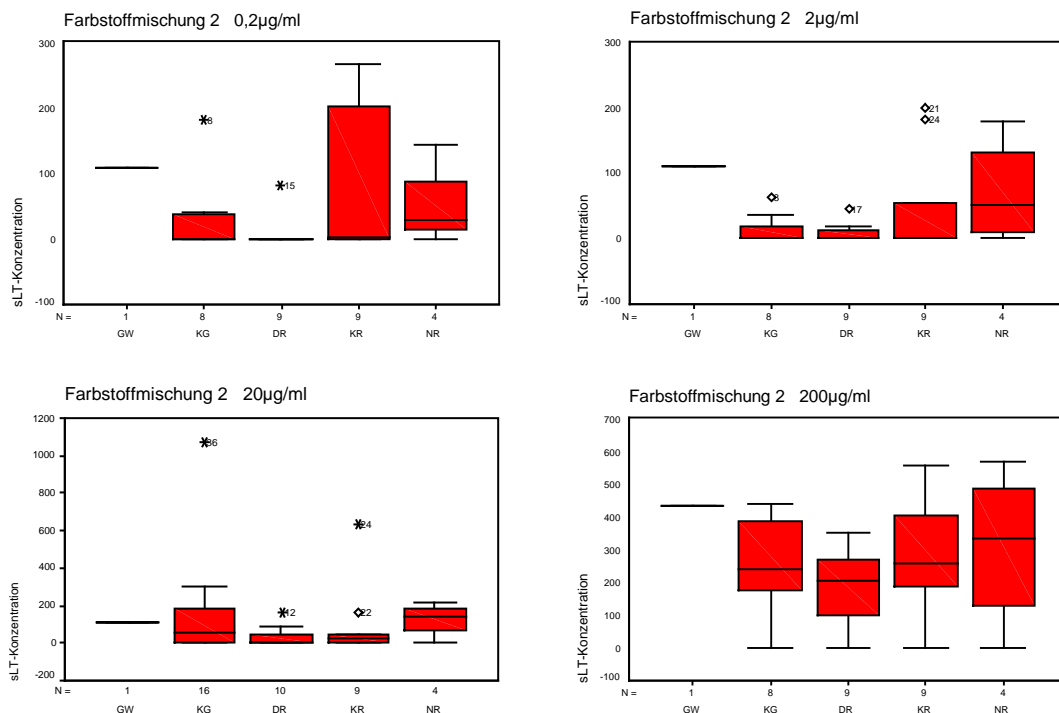 Farbstoffmischung 2 0,2µg/ml
300
200
100
0
-100
sLT-Konzentration
8
15
N =
1
8
9
9
4
GW
KG
DR
KR
NR
Farbstoffmischung 2 2µg/ml
300
200
100
0
-100
sLT-Konzentration
8
17
21
24
N =
1
8
9
9
4
GW
KG
DR
KR
NR
Farbstoffmischung 2 20µg/ml
1200
1000
800
600
400
200
0
-200
sLT-Konzentration
36
12
24
22
N =
1
16
10
9
4
GW
KG
DR
KR
NR
Farbstoffmischung 2 200µg/ml
700
600
500
400
300
200
100
0
-100
sLT-Konzentration
N =
1
8
9
9
4
GW
KG
DR
KR
NR